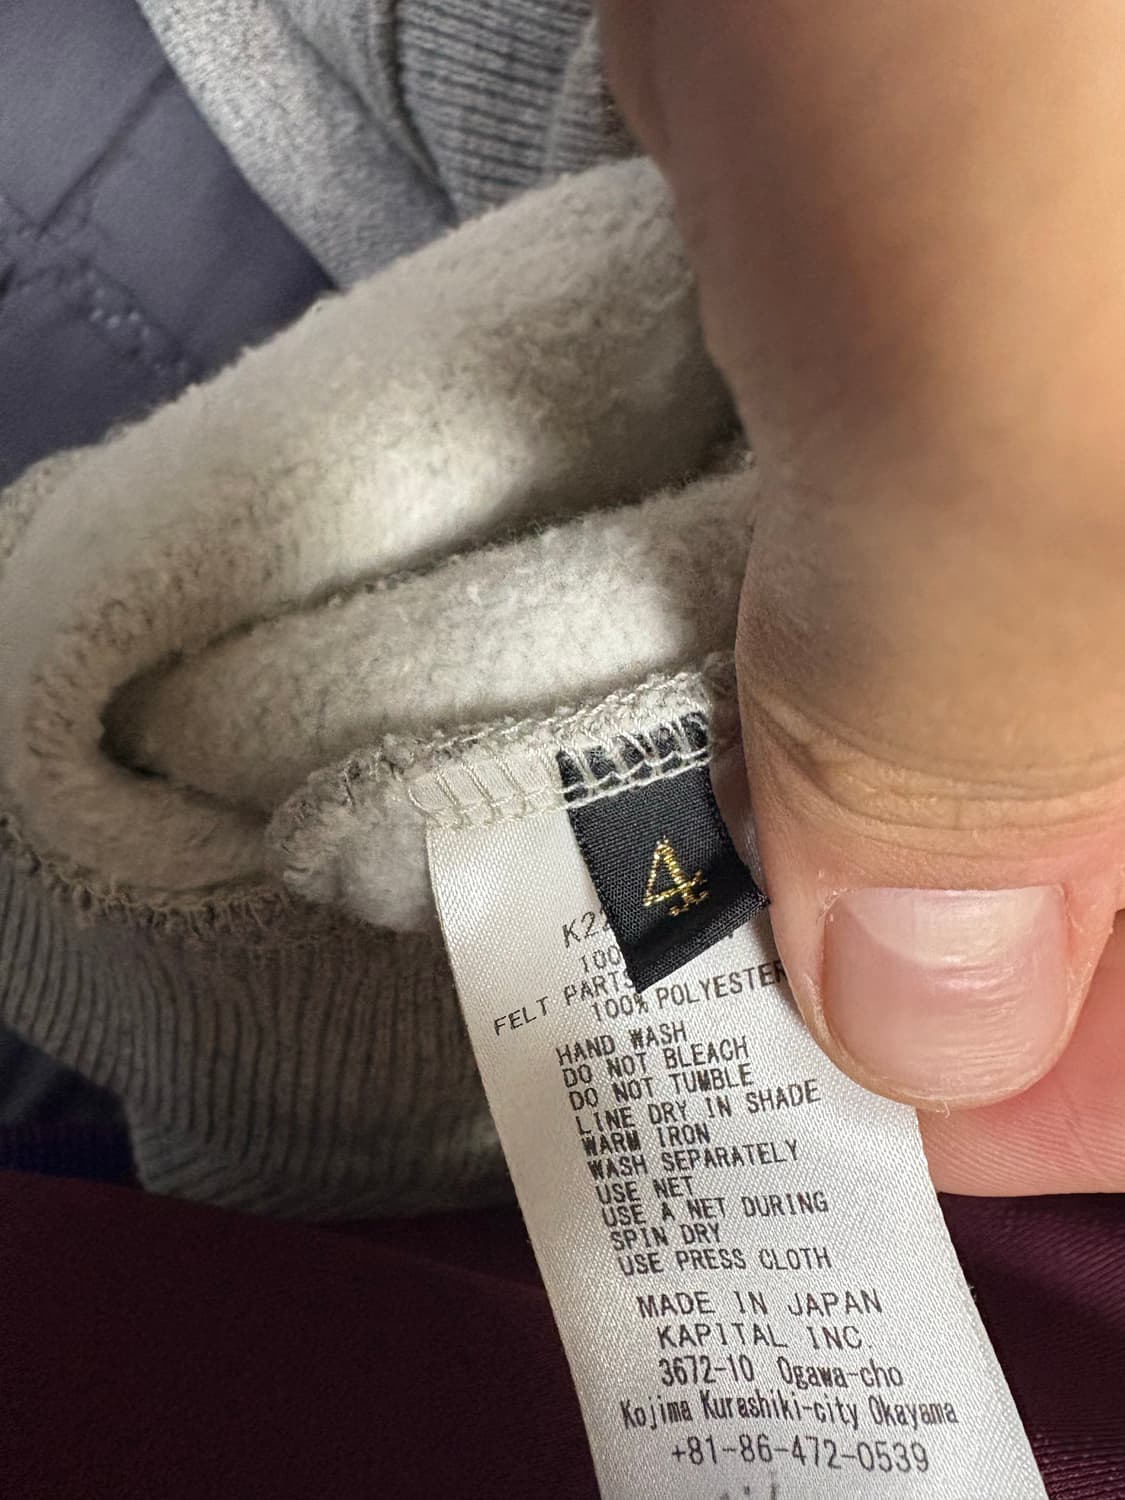 4
K2
100
FELT PARTS
100% POLYESTER
HAND WASH
DO NOT BLEACH
DO NOT TUMBLE
LINE DRY IN SHADE
WARM IRON
WASH SEPARATELY
USE NET
USE A NET DURING
SPIN DRY
USE PRESS CLOTH
MADE IN JAPAN
KAPITAL INC.
3672-10 Ogawa-cho
Kojima Kurashiki-city Okayama
+81-86-472-0539